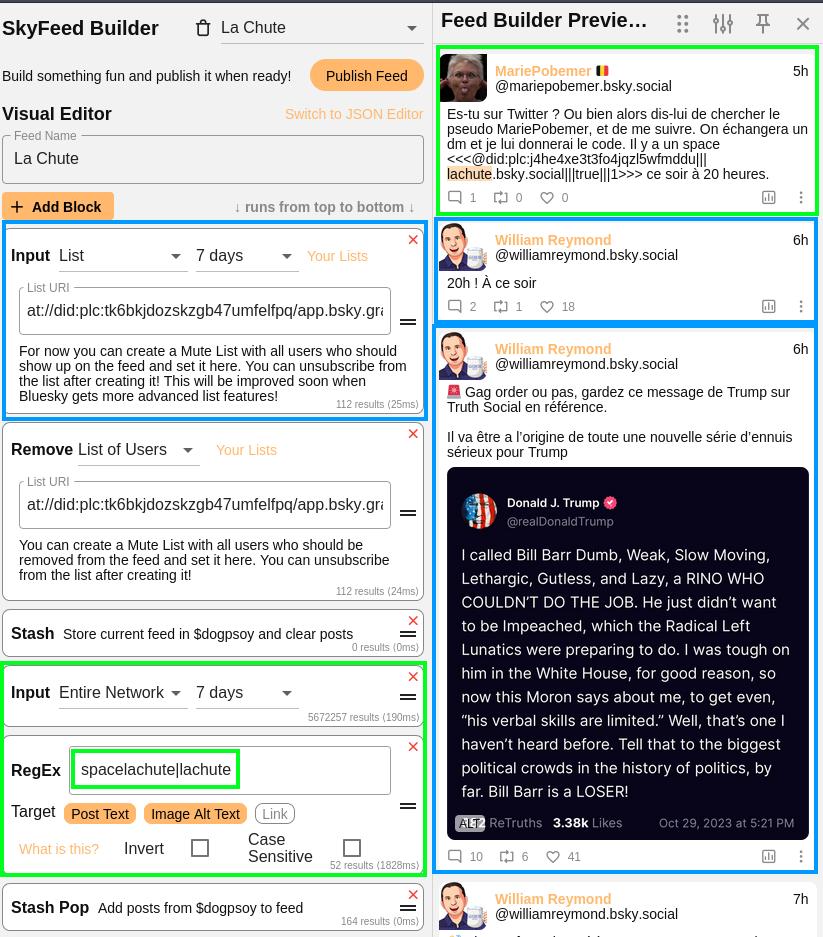 SkyFeed Builder
La Chute
Build something fun and publish it when ready!
Publish Feed
Visual Editor
Switch to JSON Editor
Feed Name
La Chute
+ Add Block
↓ runs from top to bottom ↓
Input List 7 days Your Lists
List URI
at://did:plc:tk6bkjdozskzgb47umfelfpq/app.bsky.gra
For now you can create a Mute List with all users who should
show up on the feed and set it here. You can unsubscribe from
the list after creating it! This will be improved soon when
Bluesky gets more advanced list features!
112 results (25ms)
Remove List of Users Your Lists
List URI
at://did:plc:tk6bkjdozskzgb47umfelfpq/app.bsky.gra
You can create a Mute List with all users who should be
removed from the feed and set it here. You can unsubscribe
from the list after creating it!
112 results (24ms)
Stash Store current feed in $dogpsoy and clear posts
0 results (0ms)
Input Entire Network 7 days
5672257 results (190ms)
RegEx spacelachute|lachute
Target Post Text Image Alt Text Link
What is this? Invert Case
Sensitive
52 results (1828ms)
Stash Pop Add posts from $dogpsoy to feed
164 results (0ms)
Feed Builder Previe...
MariePobemer 🇧🇪 5h
@mariepobemer.bsky.social
Es-tu sur Twitter ? Ou bien alors dis-lui de chercher le
pseudo MariePobemer, et de me suivre. On échangera un
dm et je lui donnerai le code. Il y a un space
<<<@did:plc:j4he4xe3t3fo4jqzl5wfmddu|||
lachute.bsky.social|||true|||1>>> ce soir à 20 heures.
1 0 0
William Reymond 6h
@williamreymond.bsky.social
20h ! À ce soir
2 1 18
William Reymond 6h
@williamreymond.bsky.social
🚨 Gag order ou pas, gardez ce message de Trump sur
Truth Social en référence.
Il va être a l'origine de toute une nouvelle série d'ennuis
sérieux pour Trump
Donald J. Trump
@realDonaldTrump
I called Bill Barr Dumb, Weak, Slow Moving,
Lethargic, Gutless, and Lazy, a RINO WHO
COULDN'T DO THE JOB. He just didn't want
to be Impeached, which the Radical Left
Lunatics were preparing to do. I was tough on
him in the White House, for good reason, so
now this Moron says about me, to get even,
“his verbal skills are limited.” Well, that's one I
haven't heard before. Tell that to the biggest
political crowds in the history of politics, by
far. Bill Barr is a LOSER!
ALT ReTruths 3.38k Likes Oct 29, 2023 at 5:21 PM
10 6 41
William Reymond 7h
@williamreymond.bsky.social